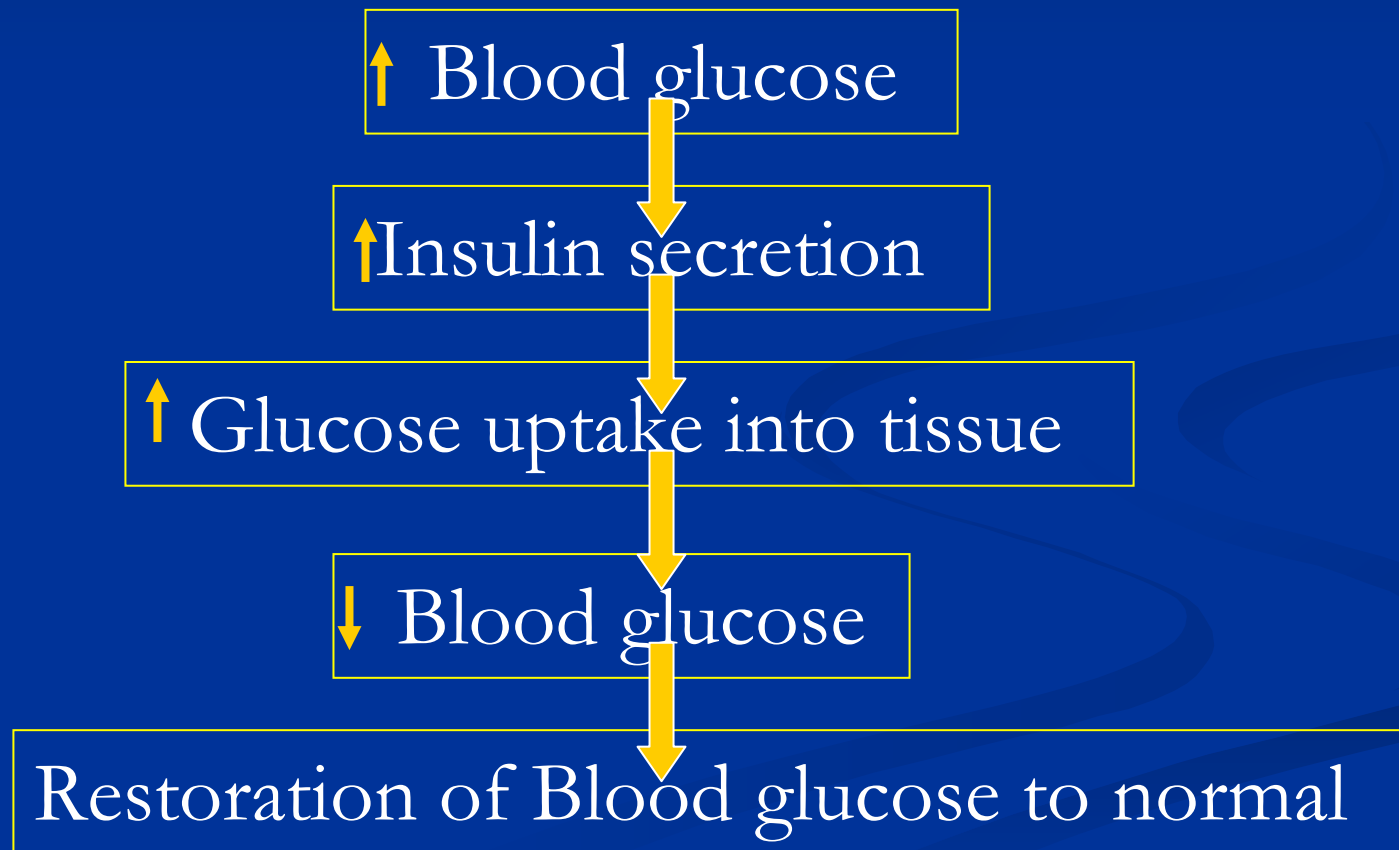 Blood glucose
Insulin secretion
Glucose uptake into tissue
Blood glucose
Restoration of Blood glucose to normal